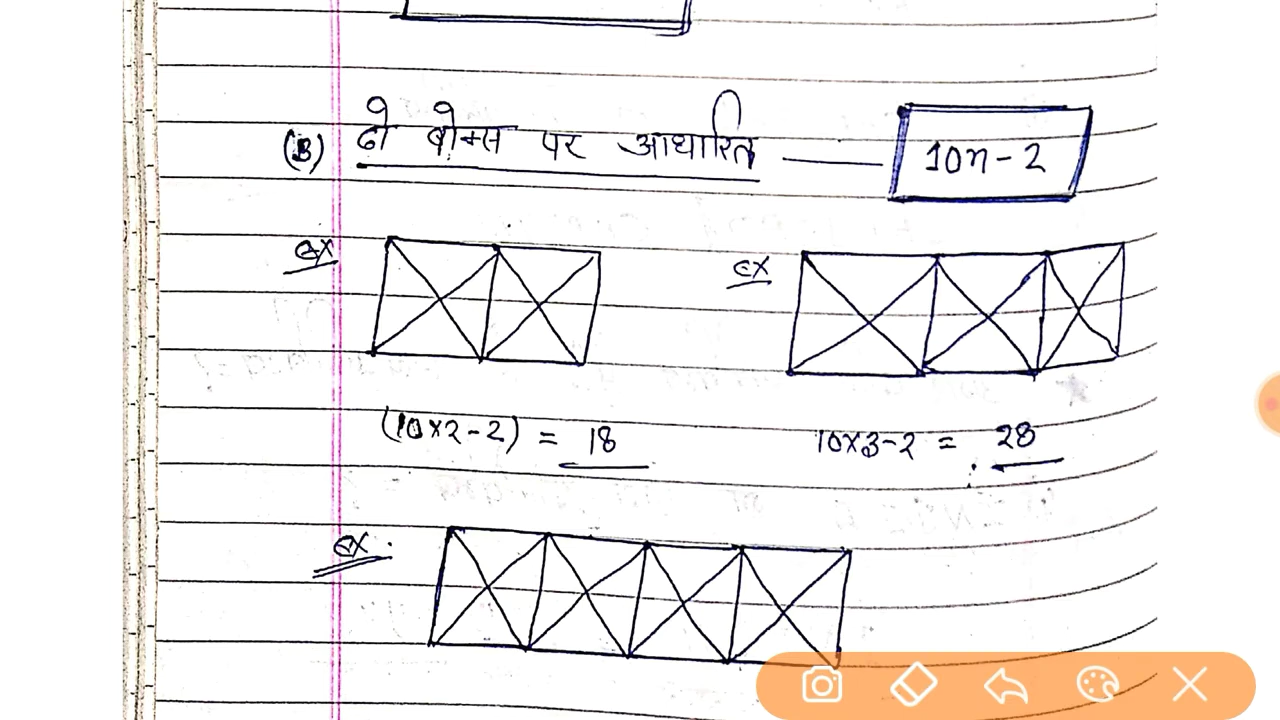 (B) दो बोक्स पर आधारित — 10n-2
ex
ex
(10×2-2) = 18
10×3-2 = 28
ex.